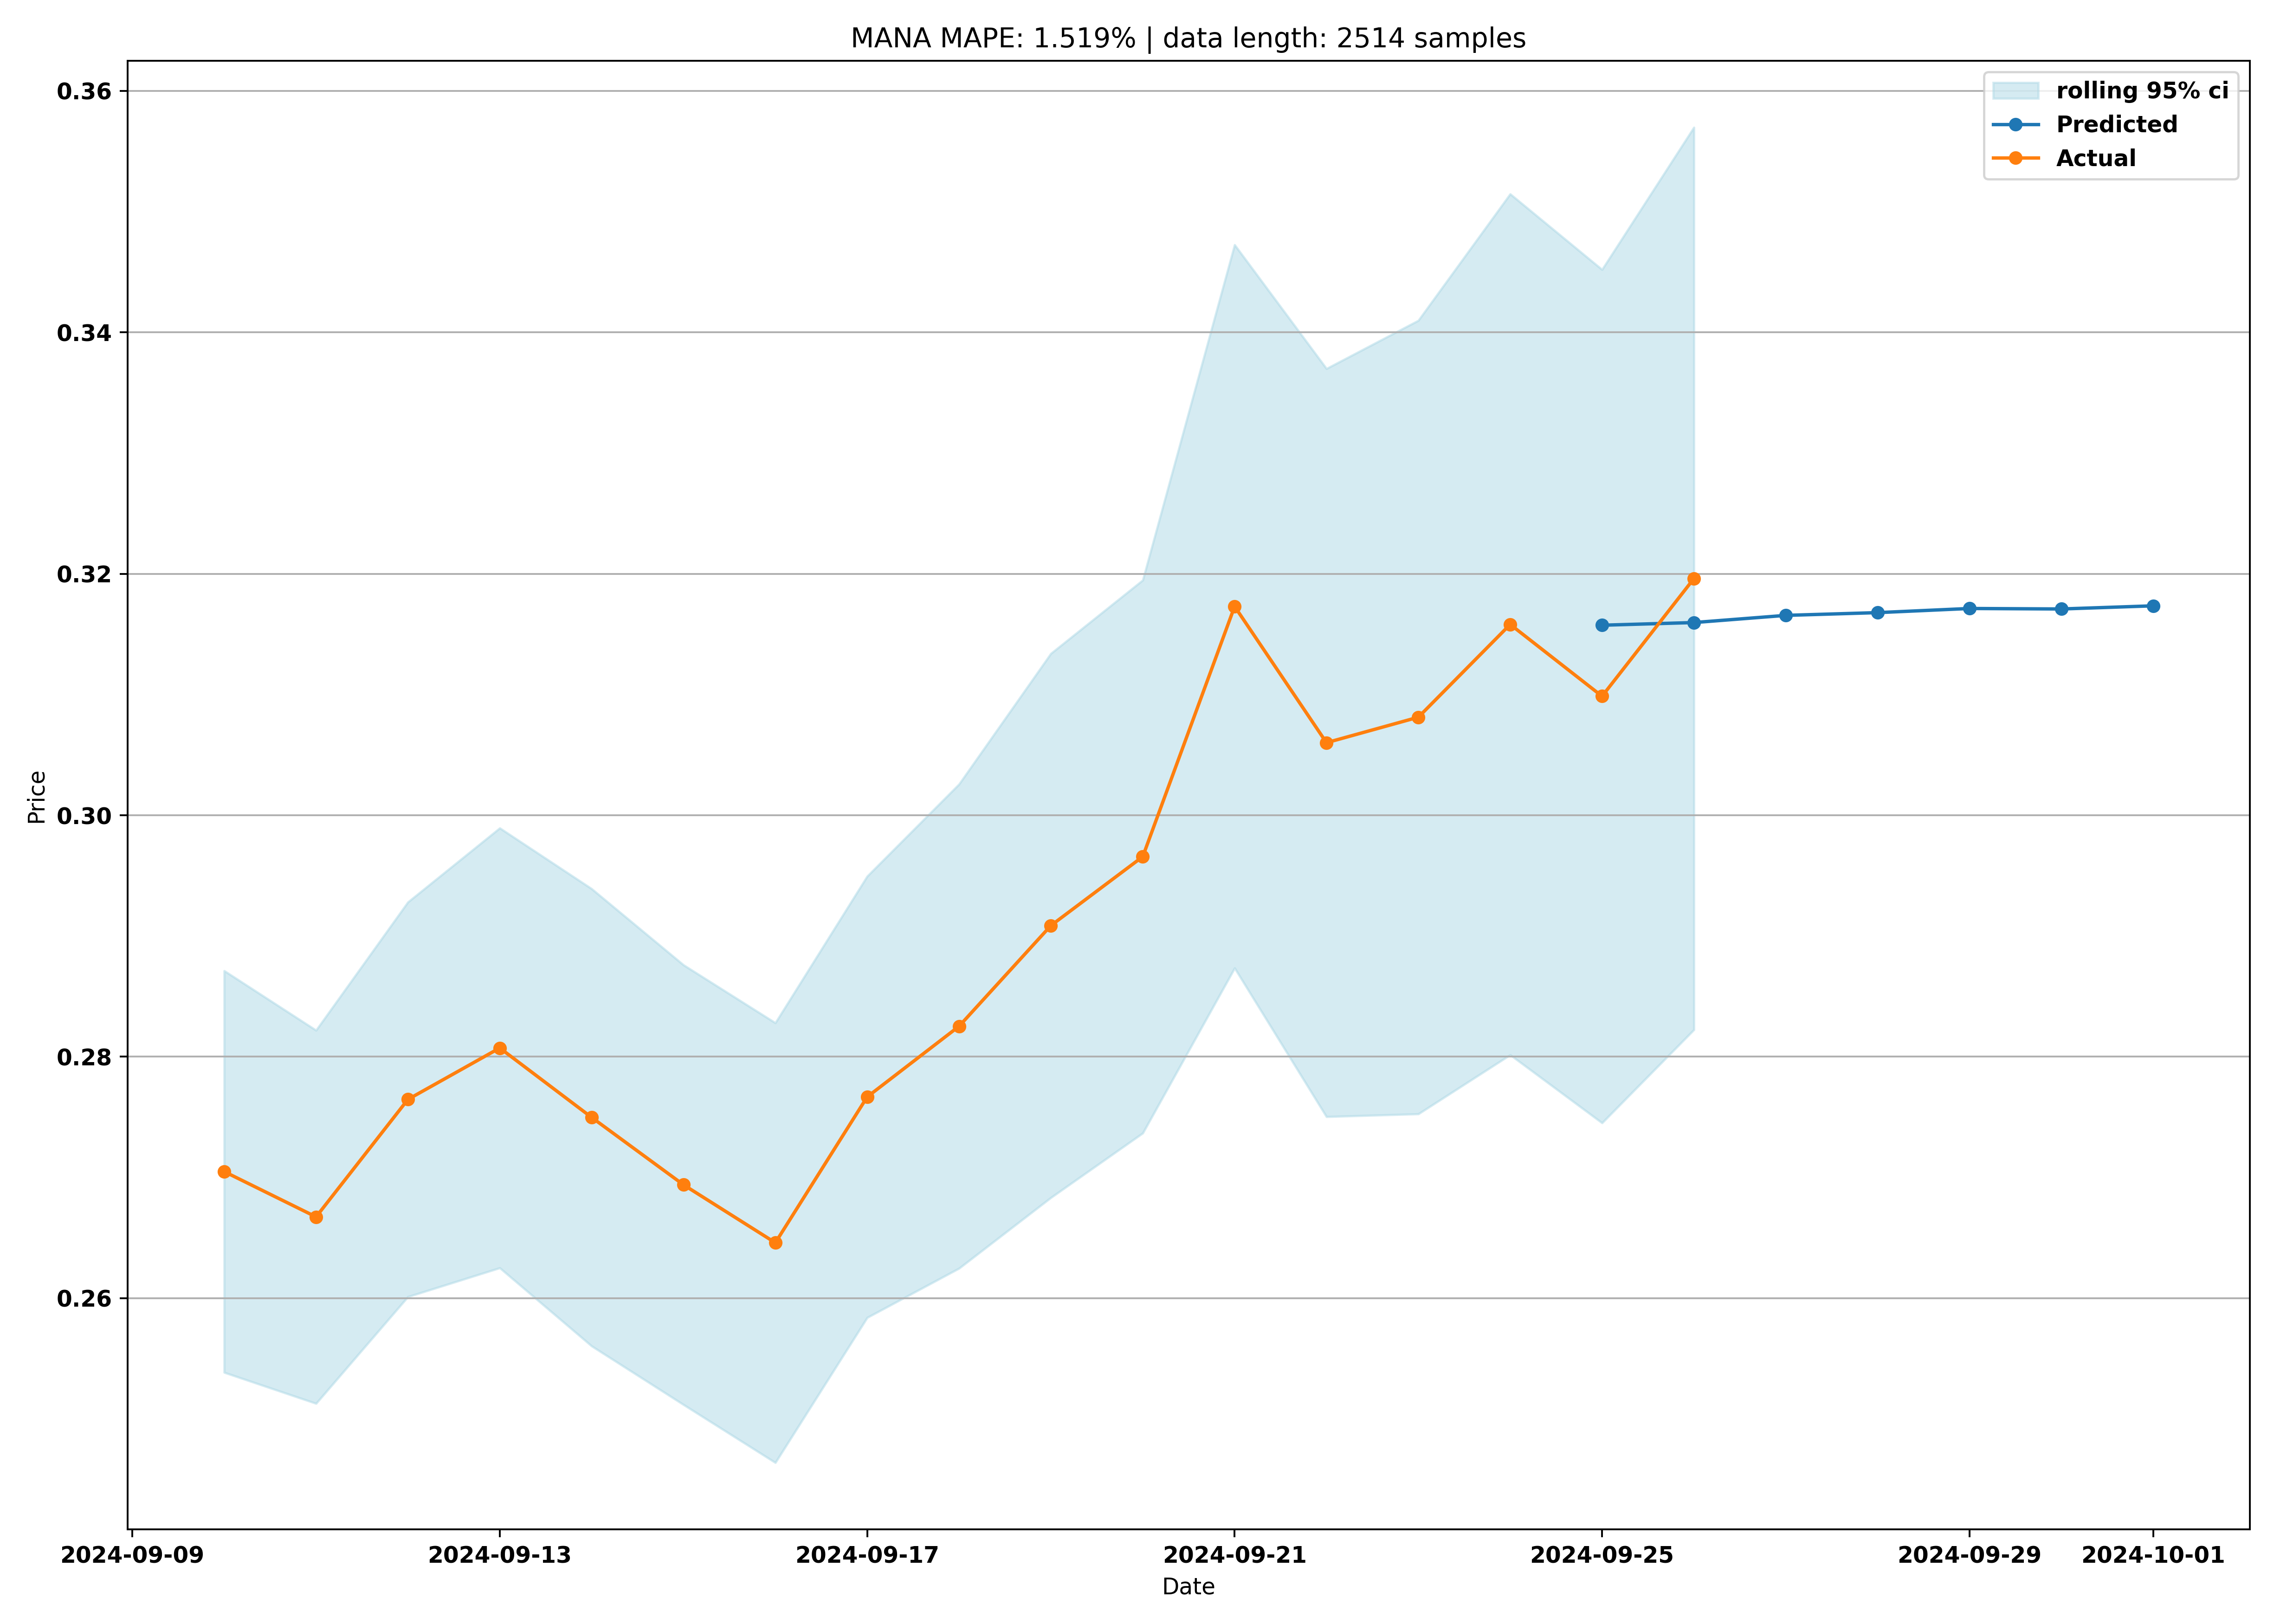 MANA MAPE: 1.519% | data length: 2514 samples
rolling 95% ci
Predicted
Actual
Price
0.36
0.34
0.32
0.30
0.28
0.26
2024-09-09 2024-09-13 2024-09-17 2024-09-21 2024-09-25 2024-09-29 2024-10-01
Date